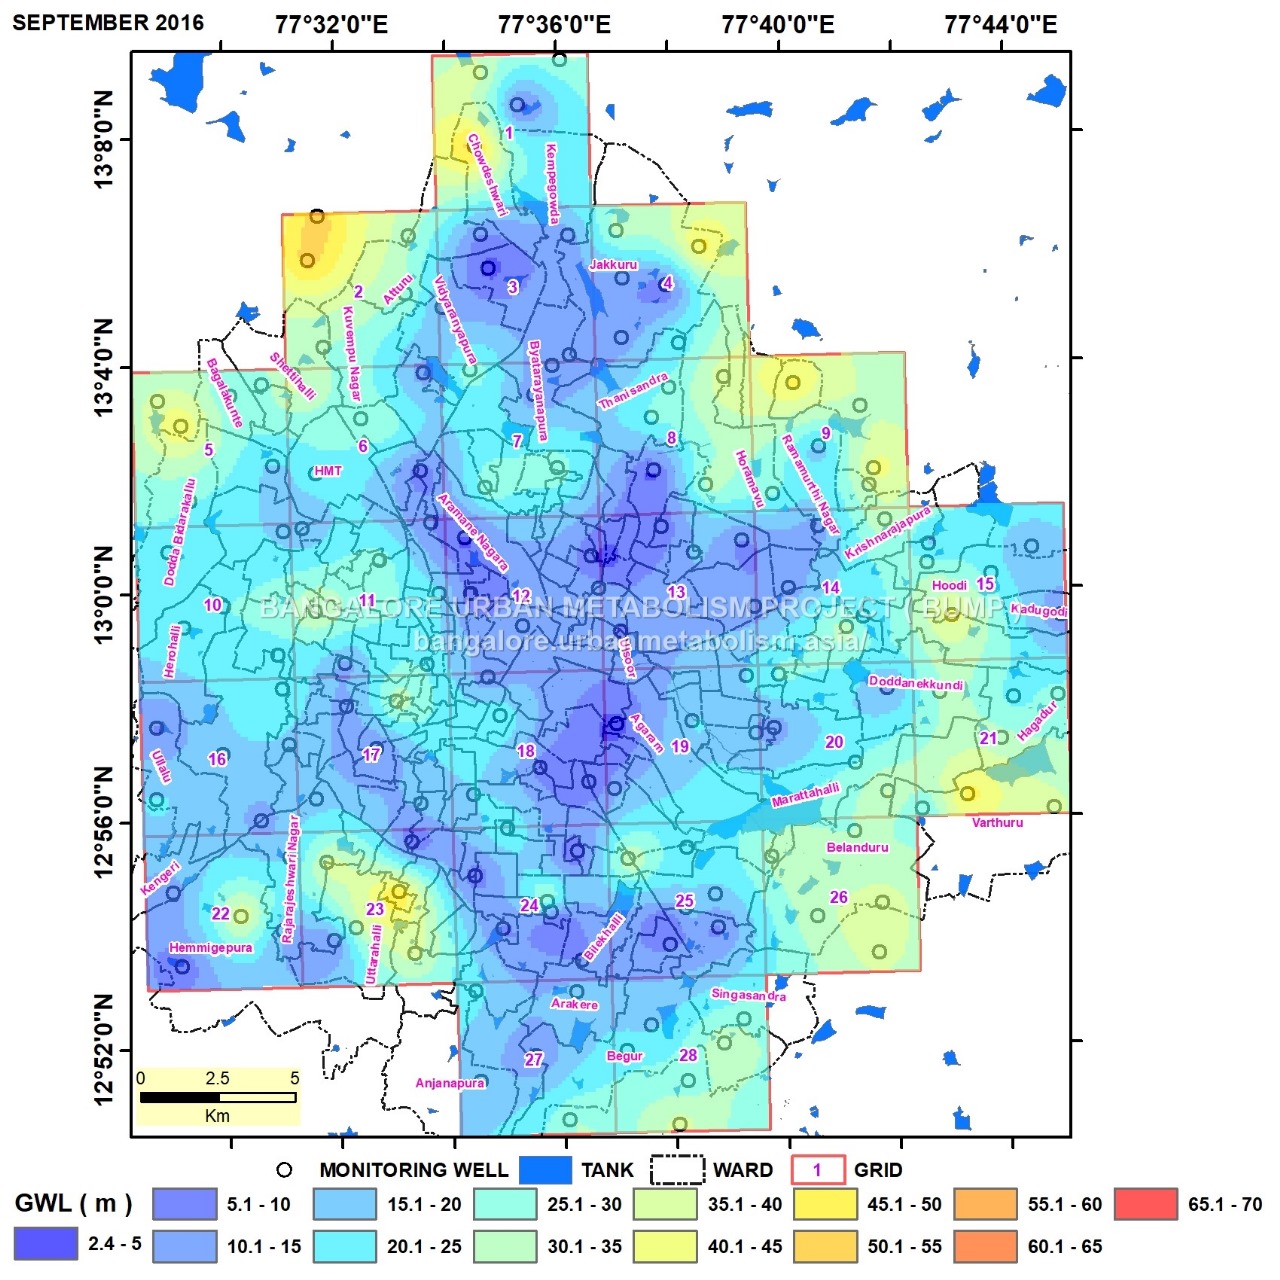 SEPTEMBER 2016
77°32'0"E
77°36'0"E
77°40'0"E
77°44'0"E
13°8'0"N
13°4'0"N
13°0'0"N
12°56'0"N
12°52'0"N
1
Chowdeshwari
Kempegowda
2
Atturu
Vidyaranyapura
3
Jakkuru
4
Kuvempu Nagar
Shettihalli
Bagalakunte
Byatarayanapura
Thanisandra
5
6
7
8
9
HMT
Dodda Bidarakallu
Aramane Nagara
Horamavu
Ramamurthi Nagar
Krishnarajapura
10
11
12
13
14
Hoodi
15
Kadugodi
BANGALORE URBAN METABOLISM PROJECT ( BUMP )
bangalore.urbanmetabolism.asia/
Herohalli
Ulsoor
Doddanekkundi
Agaram
Hagadur
16
17
18
19
20
21
Ullalu
Marattahalli
Varthuru
Belanduru
Kengeri
Rajarajeshwari Nagar
22
23
24
25
26
Hemmigepura
Uttarahalli
Bilekhalli
Arakere
Singasandra
27
Begur
28
Anjanapura
0 2.5 5
Km
MONITORING WELL TANK WARD 1 GRID
GWL ( m )
5.1 - 10 15.1 - 20 25.1 - 30 35.1 - 40 45.1 - 50 55.1 - 60 65.1 - 70
2.4 - 5 10.1 - 15 20.1 - 25 30.1 - 35 40.1 - 45 50.1 - 55 60.1 - 65